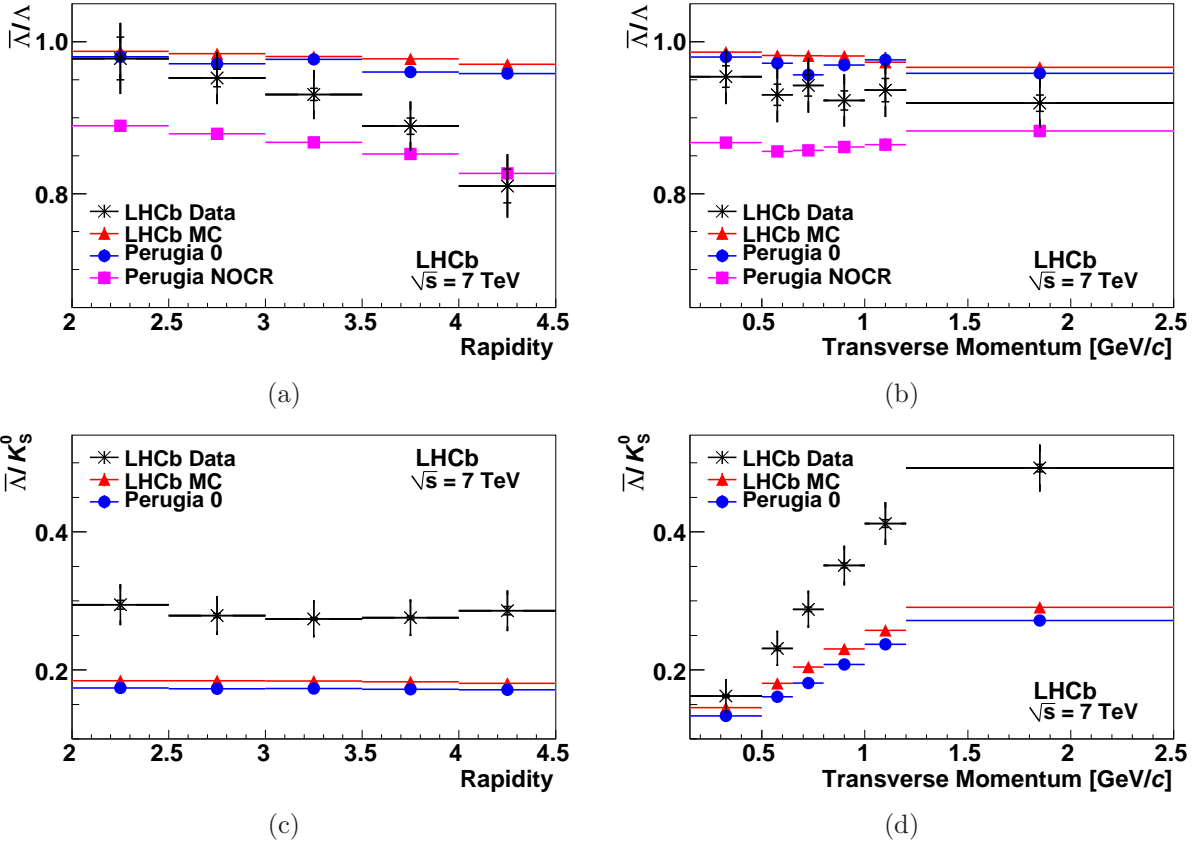 Λ̅/Λ
1.0
0.8
LHCb Data
LHCb MC
Perugia 0
Perugia NOCR
LHCb
√s = 7 TeV
2 2.5 3 3.5 4 4.5
Rapidity
(a)
Λ̅/Λ
1.0
0.8
LHCb Data
LHCb MC
Perugia 0
Perugia NOCR
LHCb
√s = 7 TeV
0.5 1 1.5 2 2.5
Transverse Momentum [GeV/c]
(b)
Λ̅/K⁰S
0.4
0.2
LHCb Data
LHCb MC
Perugia 0
LHCb
√s = 7 TeV
2 2.5 3 3.5 4 4.5
Rapidity
(c)
Λ̅/K⁰S
0.4
0.2
LHCb Data
LHCb MC
Perugia 0
LHCb
√s = 7 TeV
0.5 1 1.5 2 2.5
Transverse Momentum [GeV/c]
(d)